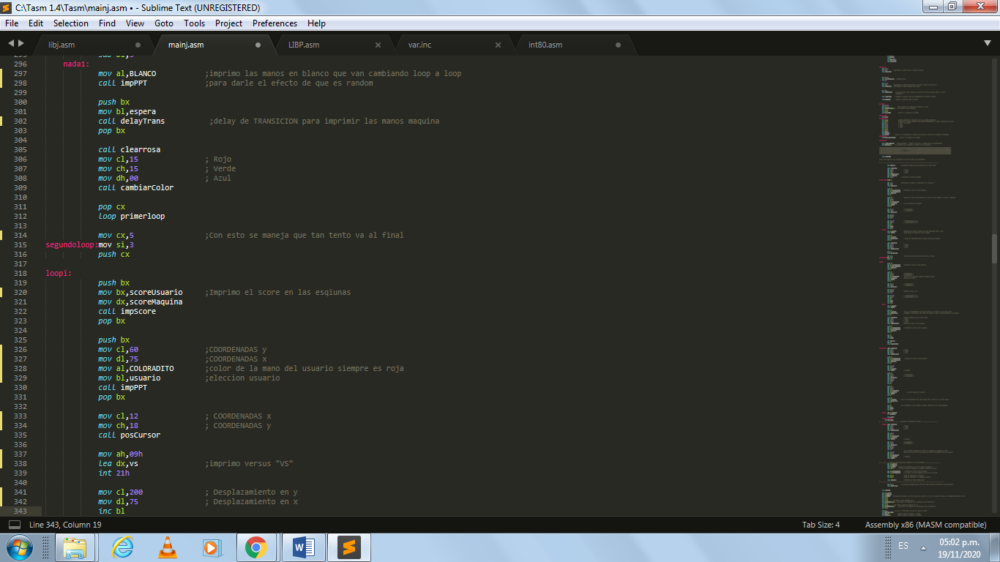 C:\Tasm 1.4\Tasm\mainj.asm • - Sublime Text (UNREGISTERED)
File Edit Selection Find View Goto Tools Project Preferences Help
libj.asm mainj.asm LIBP.asm var.inc int80.asm
296 nada1:
297 mov al,BLANCO ;imprimo las manos en blanco que van cambiando loop a loop
298 call impPPT ;para darle el efecto de que es random
299
300 push bx
301 mov bl,espera
302 call delayTrans ;delay de TRANSICION para imprimir las manos maquina
303 pop bx
304
305 call clearrosa
306 mov cl,15 ; Rojo
307 mov ch,15 ; Verde
308 mov dh,00 ; Azul
309 call cambiarColor
310
311 pop cx
312 loop primerloop
313
314 mov cx,5 ;Con esto se maneja que tan tento va al final
315 segundoloop:mov si,3
316 push cx
317
318 loopi:
319 push bx
320 mov bx,scoreUsuario ;Imprimo el score en las esqiunas
321 mov dx,scoreMaquina
322 call impScore
323 pop bx
324
325 push bx
326 mov cl,60 ;COORDENADAS y
327 mov dl,75 ;COORDENADAS x
328 mov al,COLORADITO ;color de la mano del usuario siempre es roja
329 mov bl,usuario ;eleccion usuario
330 call impPPT
331 pop bx
332
333 mov cl,12 ; COORDENADAS x
334 mov ch,18 ; COORDENADAS y
335 call posCursor
336
337 mov ah,09h
338 lea dx,vs ;imprimo versus "VS"
339 int 21h
340
341 mov cl,200 ; Desplazamiento en y
342 mov dl,75 ; Desplazamiento en x
343 inc bl
Line 343, Column 19 Tab Size: 4 Assembly x86 (MASM compatible)
ES 05:02 p.m.
19/11/2020